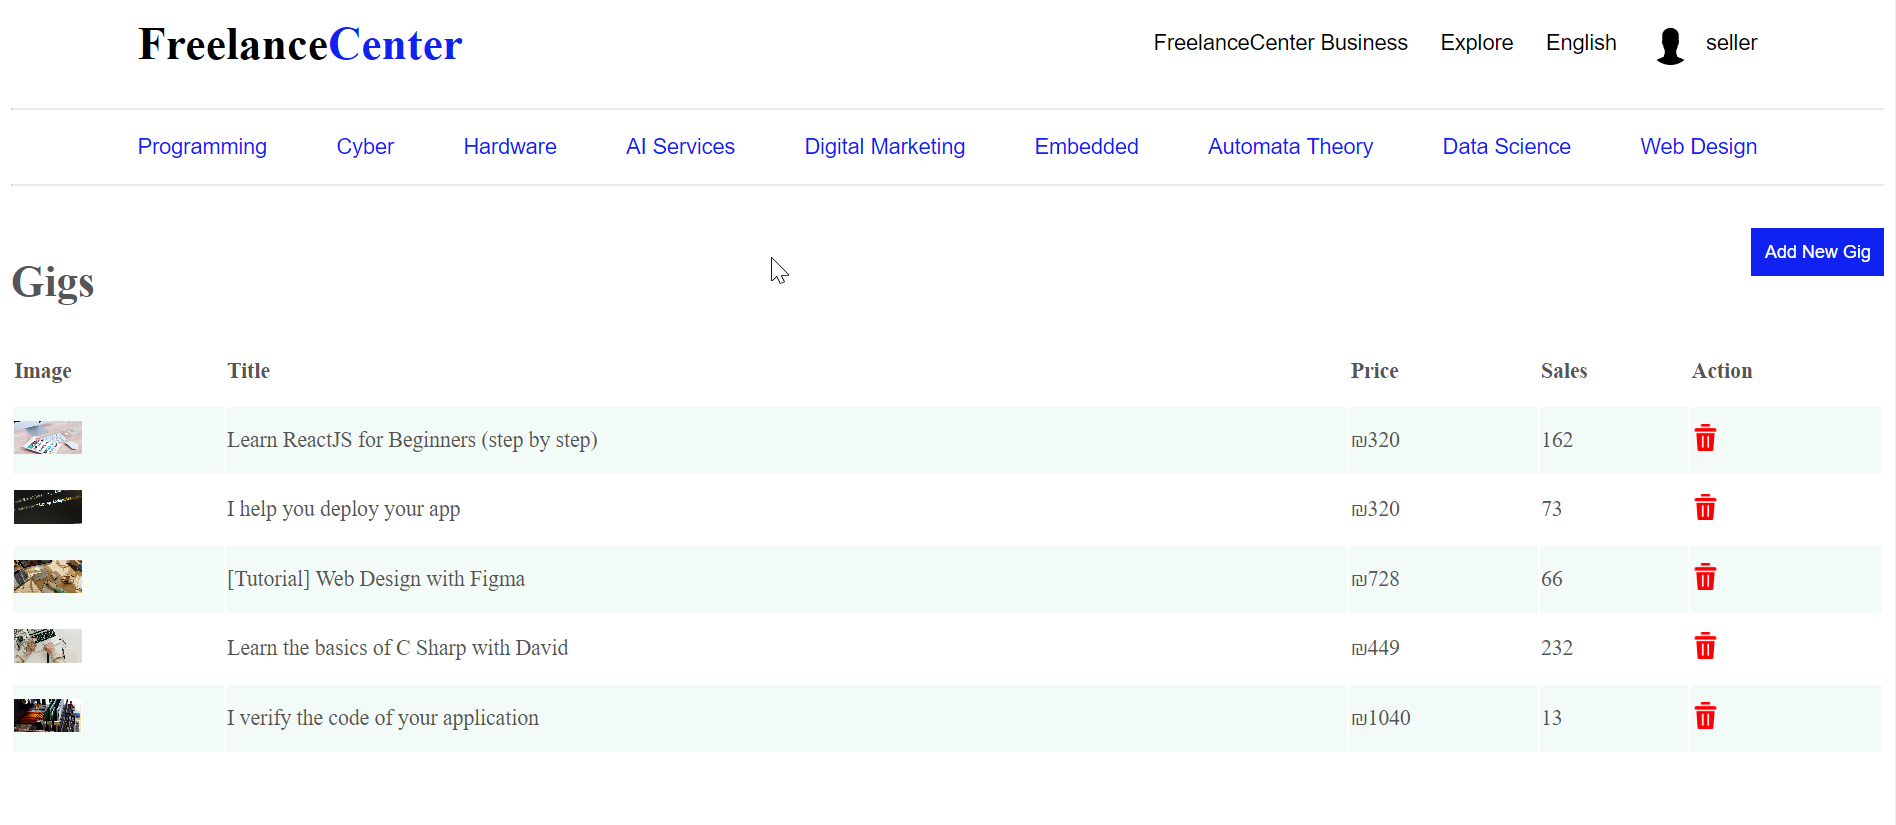 FreelanceCenter
FreelanceCenter Business Explore English seller
Programming Cyber Hardware AI Services Digital Marketing Embedded Automata Theory Data Science Web Design
Add New Gig
Gigs
Image Title Price Sales Action
Learn ReactJS for Beginners (step by step) ₪320 162
I help you deploy your app ₪320 73
[Tutorial] Web Design with Figma ₪728 66
Learn the basics of C Sharp with David ₪449 232
I verify the code of your application ₪1040 13